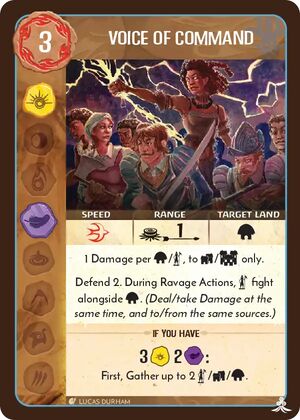 3
VOICE OF COMMAND
SPEED RANGE TARGET LAND
1
1 Damage per / , to / / only.
Defend 2. During Ravage Actions, fight
alongside . (Deal/take Damage at the
same time, and to/from the same sources.)
IF YOU HAVE
3 2 :
First, Gather up to 2 / / .
LUCAS DURHAM